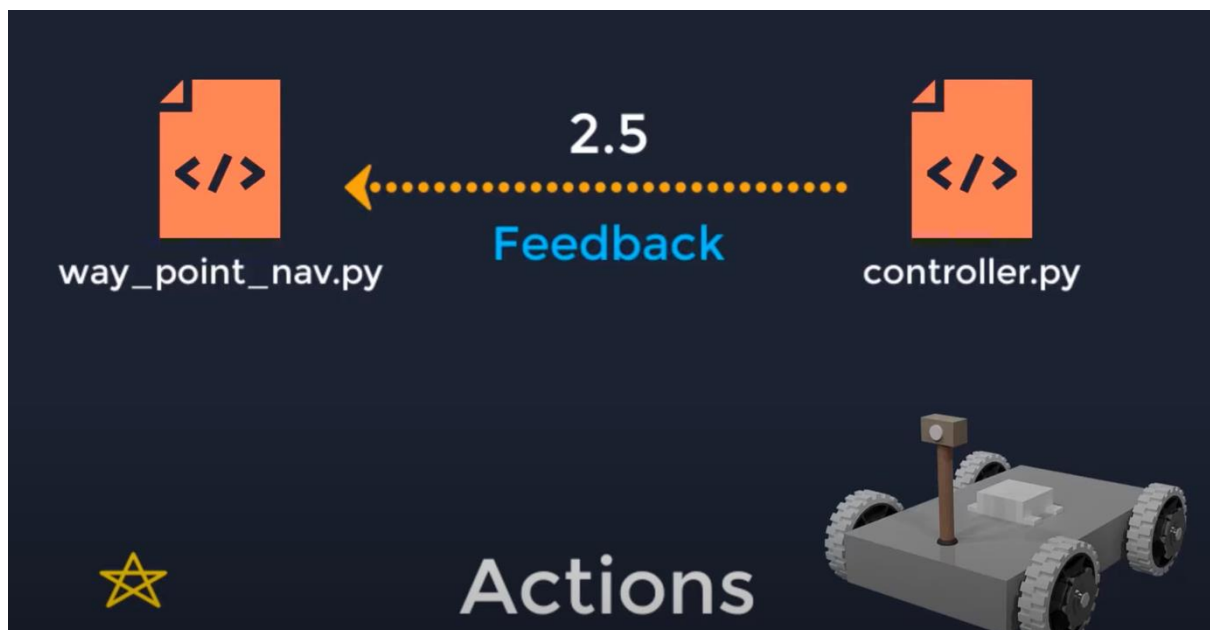 2.5
</>
</>
Feedback
way_point_nav.py
controller.py
Actions